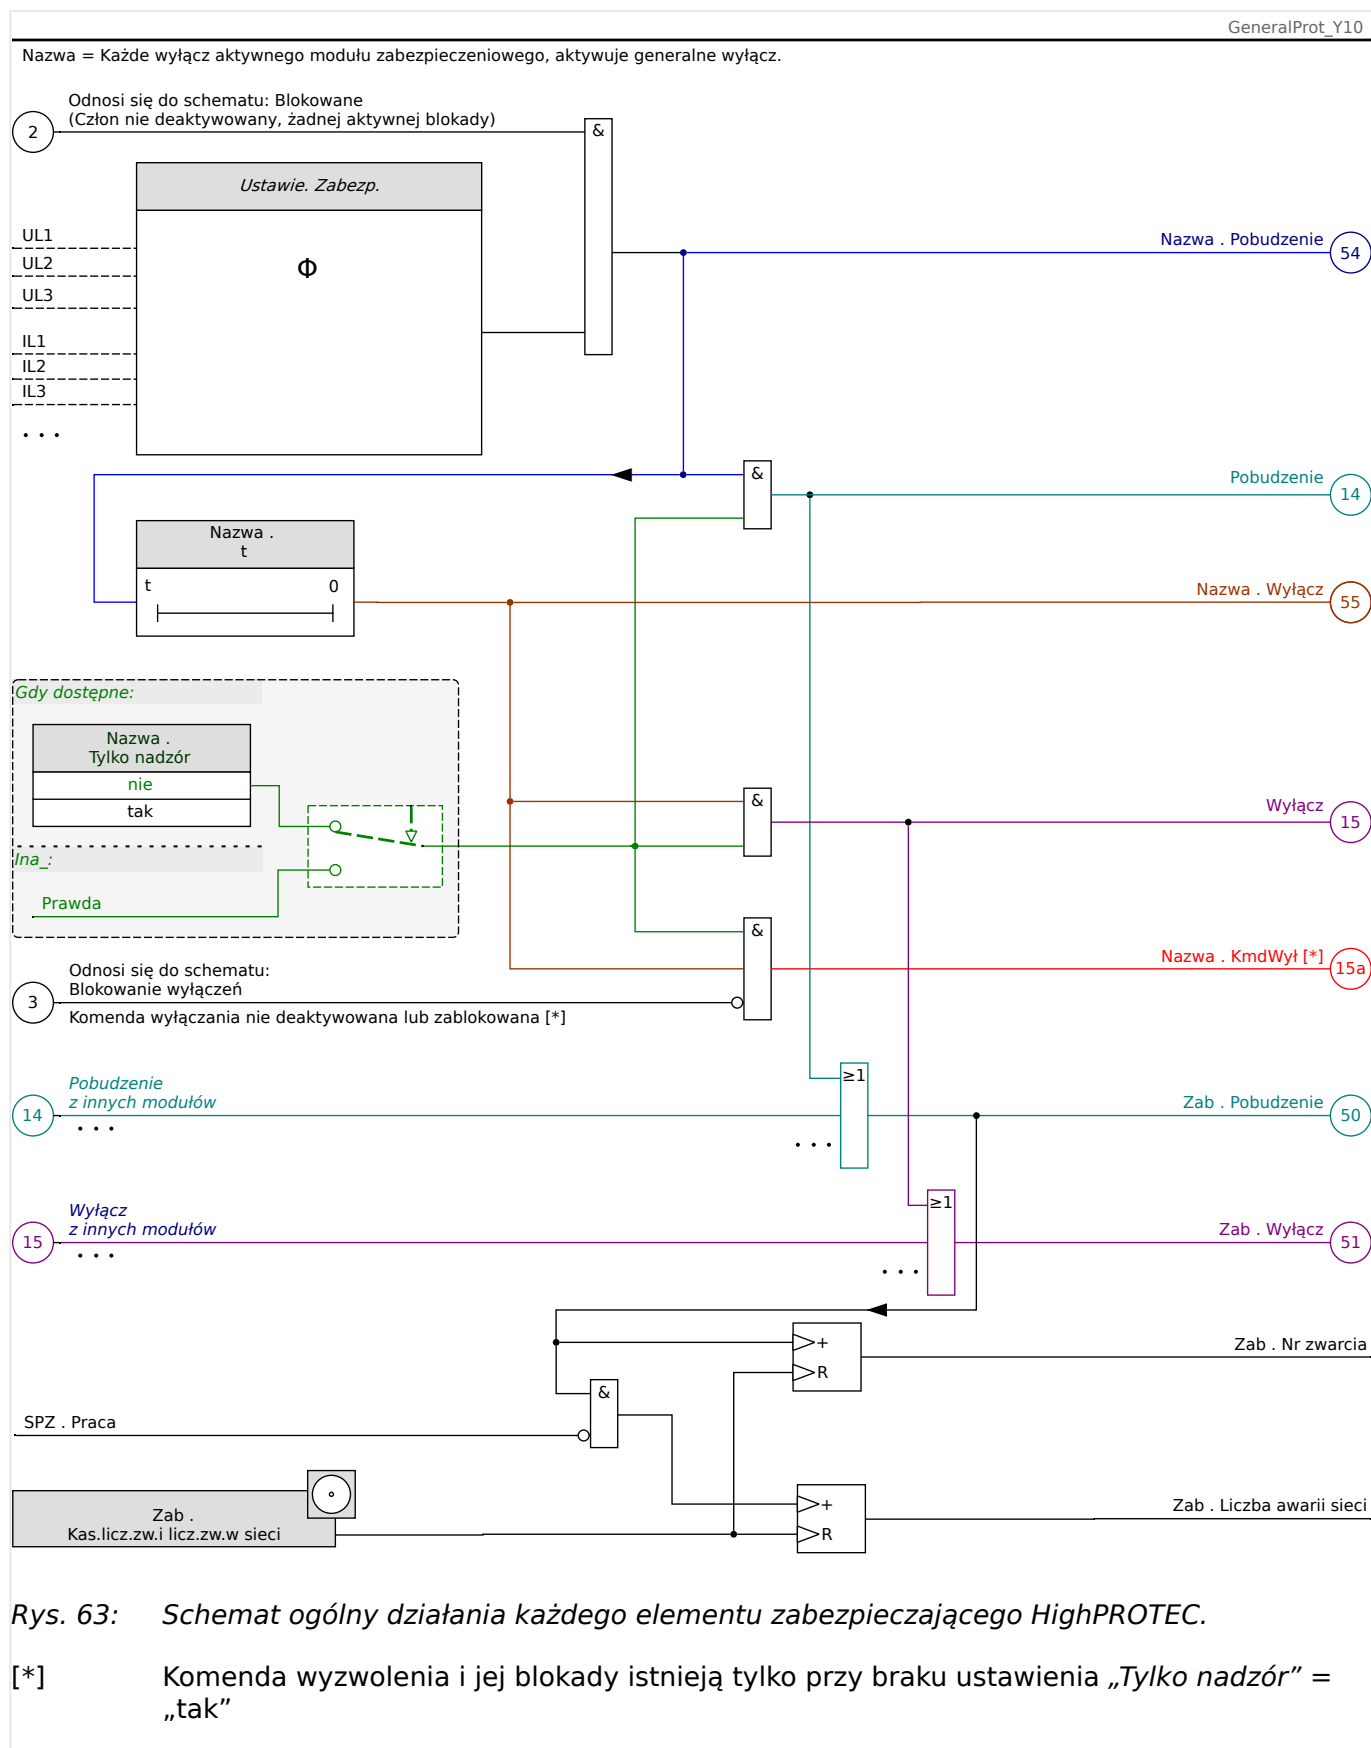 GeneralProt_Y10
Nazwa = Każde wyłącz aktywnego modułu zabezpieczeniowego, aktywuje generalne wyłącz.
Odnosi się do schematu: Blokowane
(Człon nie deaktywowany, żadnej aktywnej blokady)
2
&
Ustawie. Zabezp.
Φ
UL1
UL2
UL3
IL1
IL2
IL3
. . .
Nazwa . Pobudzenie
54
&
Pobudzenie
14
Nazwa .
t
t 0
Nazwa . Wyłącz
55
Gdy dostępne:
Nazwa .
Tylko nadzór
nie
tak
Ina_:
Prawda
&
Wyłącz
15
&
Nazwa . KmdWył [*]
15a
Odnosi się do schematu:
Blokowanie wyłączeń
3
Komenda wyłączania nie deaktywowana lub zablokowana [*]
Pobudzenie
z innych modułów
14
. . .
≥1
. . .
Zab . Pobudzenie
50
Wyłącz
z innych modułów
15
. . .
≥1
. . .
Zab . Wyłącz
51
+
R
Zab . Nr zwarcia
&
SPZ . Praca
Zab .
Kas.licz.zw.i licz.zw.w sieci
+
R
Zab . Liczba awarii sieci
Rys. 63: Schemat ogólny działania każdego elementu zabezpieczającego HighPROTEC.
[*] Komenda wyzwolenia i jej blokady istnieją tylko przy braku ustawienia „Tylko nadzór” =
„tak”